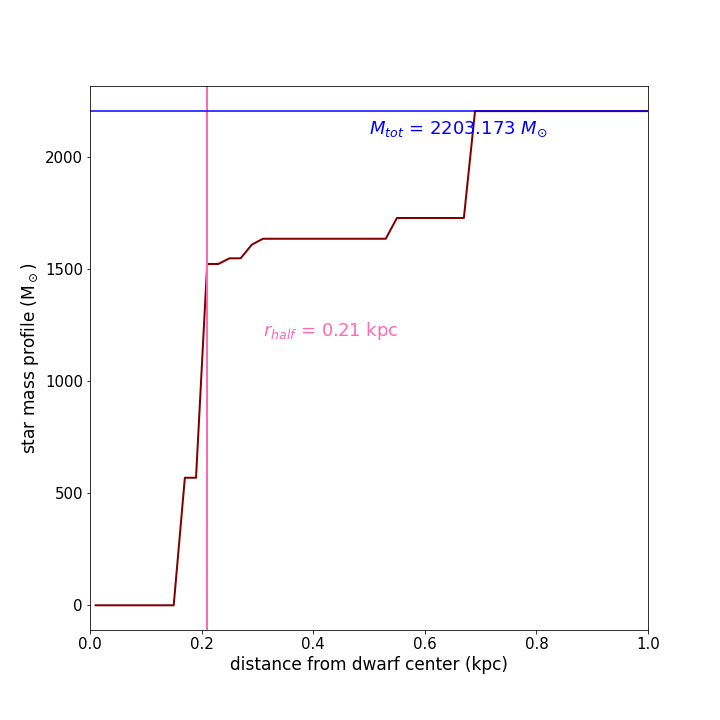 M_tot = 2203.173 M_⊙
r_half = 0.21 kpc
star mass profile (M_⊙)
2000
1500
1000
500
0
0.0 0.2 0.4 0.6 0.8 1.0
distance from dwarf center (kpc)